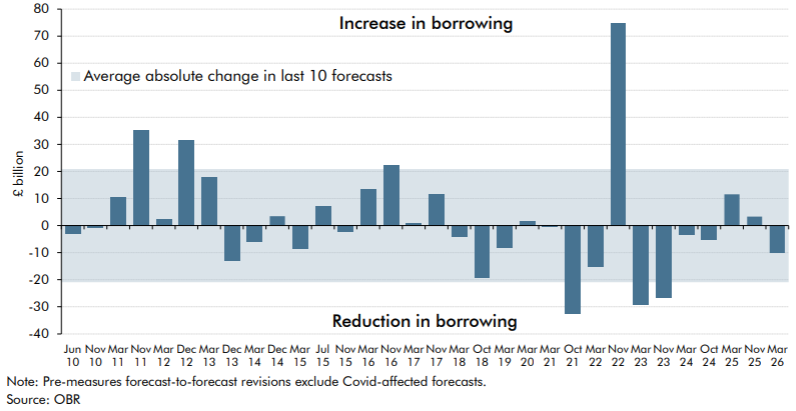 80
Increase in borrowing
70
60
Average absolute change in last 10 forecasts
50
40
30
20
£ billion
10
0
-10
-20
-30
Reduction in borrowing
-40
Jun Nov Mar Nov Mar Dec Mar Dec Mar Dec Mar Jul Nov Mar Nov Mar Nov Mar Oct Mar Mar Mar Oct Mar Nov Mar Nov Mar Oct Mar Nov Mar
10 10 11 11 12 12 13 13 14 14 15 15 15 16 16 17 17 18 18 19 20 21 21 22 22 23 23 24 24 25 25 26
Note: Pre-measures forecast-to-forecast revisions exclude Covid-affected forecasts.
Source: OBR